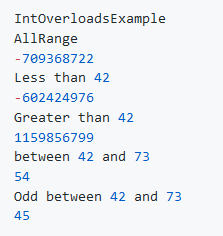 IntOverloadsExample
AllRange
-709368722
Less than 42
-602424976
Greater than 42
1159856799
between 42 and 73
54
Odd between 42 and 73
45